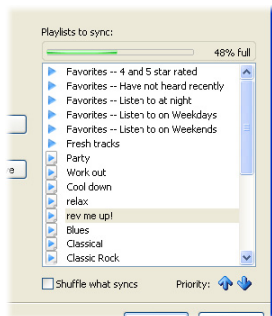 Playlists to sync:
48% full
Favorites -- 4 and 5 star rated
Favorites -- Have not heard recently
Favorites -- Listen to at night
Favorites -- Listen to on Weekdays
Favorites -- Listen to on Weekends
Fresh tracks
Party
Work out
Cool down
relax
rev me up!
Blues
Classical
Classic Rock
Shuffle what syncs Priority: